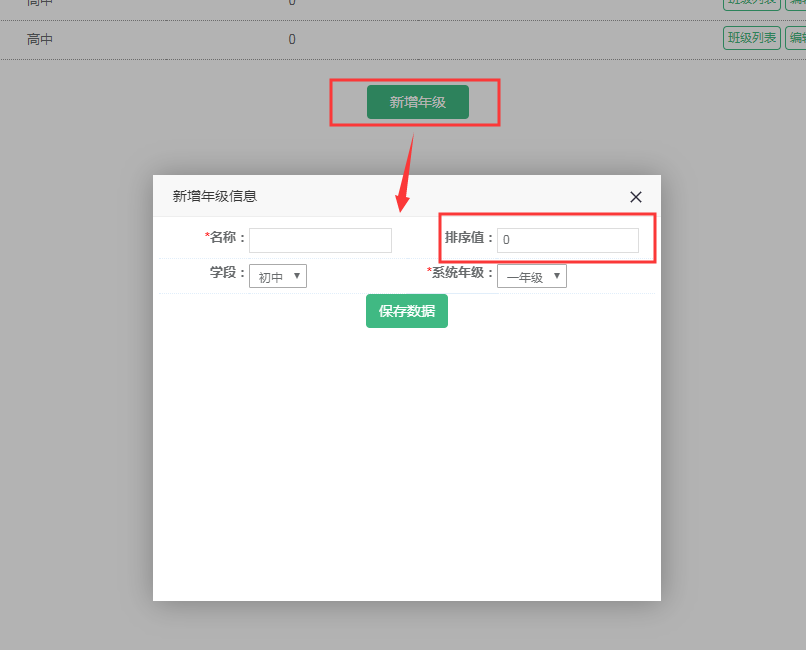 高中 0 班级列表 编辑
高中 0 班级列表
新增年级
新增年级信息
*名称： 排序值： 0
学段： 初中 *系统年级： 一年级
保存数据